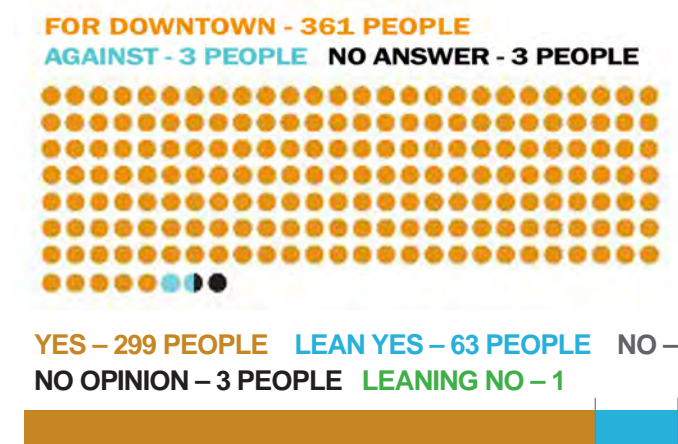 FOR DOWNTOWN - 361 PEOPLE
AGAINST - 3 PEOPLE NO ANSWER - 3 PEOPLE
YES – 299 PEOPLE LEAN YES – 63 PEOPLE NO –
NO OPINION – 3 PEOPLE LEANING NO – 1